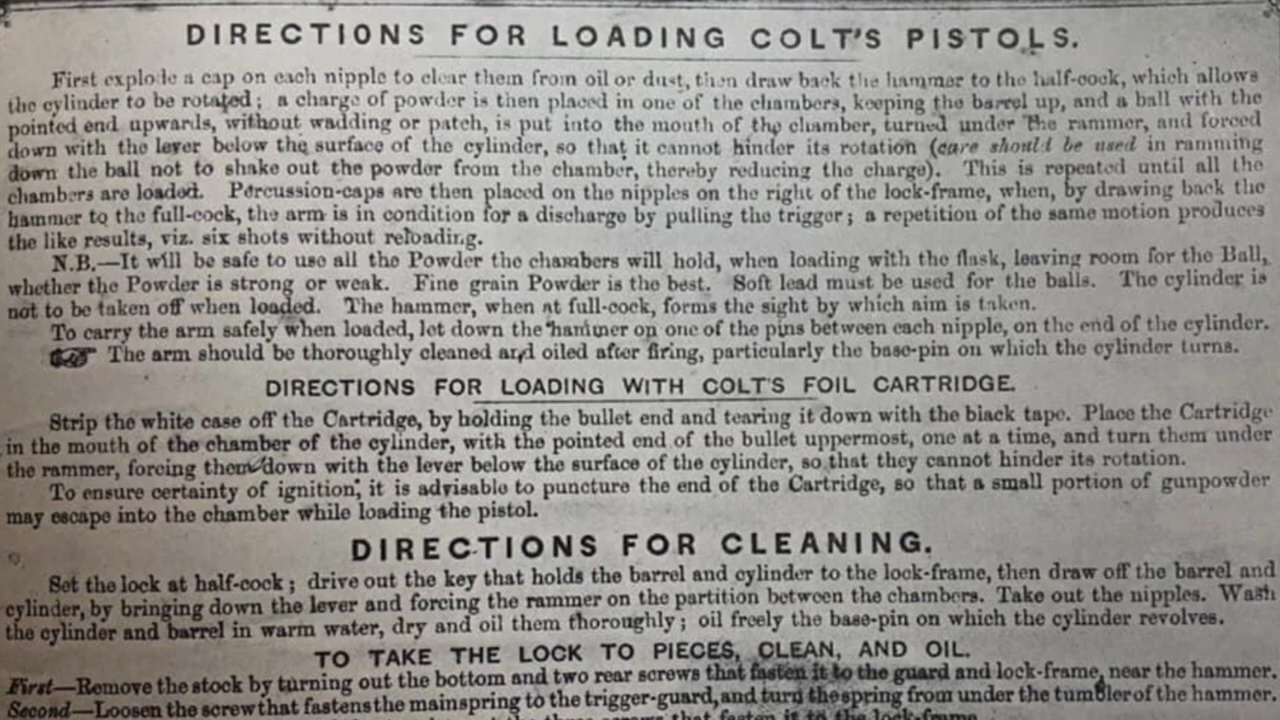 DIRECTIONS FOR LOADING COLT'S PISTOLS.
First explode a cap on each nipple to clear them from oil or dust, then draw back the hammer to the half-cock, which allows
the cylinder to be rotated; a charge of powder is then placed in one of the chambers, keeping the barrel up, and a ball with the
pointed end upwards, without wadding or patch, is put into the mouth of the chamber, turned under the rammer, and forced
down with the lever below the surface of the cylinder, so that it cannot hinder its rotation (care should be used in ramming
down the ball not to shake out the powder from the chamber, thereby reducing the charge). This is repeated until all the
chambers are loaded. Percussion-caps are then placed on the nipples on the right of the lock-frame, when, by drawing back the
hammer to the full-cock, the arm is in condition for a discharge by pulling the trigger; a repetition of the same motion produces
the like results, viz. six shots without reloading.
N.B.—It will be safe to use all the Powder the chambers will hold, when loading with the flask, leaving room for the Ball,
whether the Powder is strong or weak. Fine grain Powder is the best. Soft lead must be used for the balls. The cylinder is
not to be taken off when loaded. The hammer, when at full-cock, forms the sight by which aim is taken.
To carry the arm safely when loaded, let down the hammer on one of the pins between each nipple, on the end of the cylinder.
☞ The arm should be thoroughly cleaned and oiled after firing, particularly the base-pin on which the cylinder turns.
DIRECTIONS FOR LOADING WITH COLT'S FOIL CARTRIDGE.
Strip the white case off the Cartridge, by holding the bullet end and tearing it down with the black tape. Place the Cartridge
in the mouth of the chamber of the cylinder, with the pointed end of the bullet uppermost, one at a time, and turn them under
the rammer, forcing them down with the lever below the surface of the cylinder, so that they cannot hinder its rotation.
To ensure certainty of ignition, it is advisable to puncture the end of the Cartridge, so that a small portion of gunpowder
may escape into the chamber while loading the pistol.
DIRECTIONS FOR CLEANING.
Set the lock at half-cock; drive out the key that holds the barrel and cylinder to the lock-frame, then draw off the barrel and
cylinder, by bringing down the lever and forcing the rammer on the partition between the chambers. Take out the nipples. Wash
the cylinder and barrel in warm water, dry and oil them thoroughly; oil freely the base-pin on which the cylinder revolves.
TO TAKE THE LOCK TO PIECES, CLEAN, AND OIL.
First—Remove the stock by turning out the bottom and two rear screws that fasten it to the guard and lock-frame, near the hammer.
Second—Loosen the screw that fastens the mainspring to the trigger-guard, and turn the spring from under the tumbler of the hammer.
screws that fasten it to the lock-frame